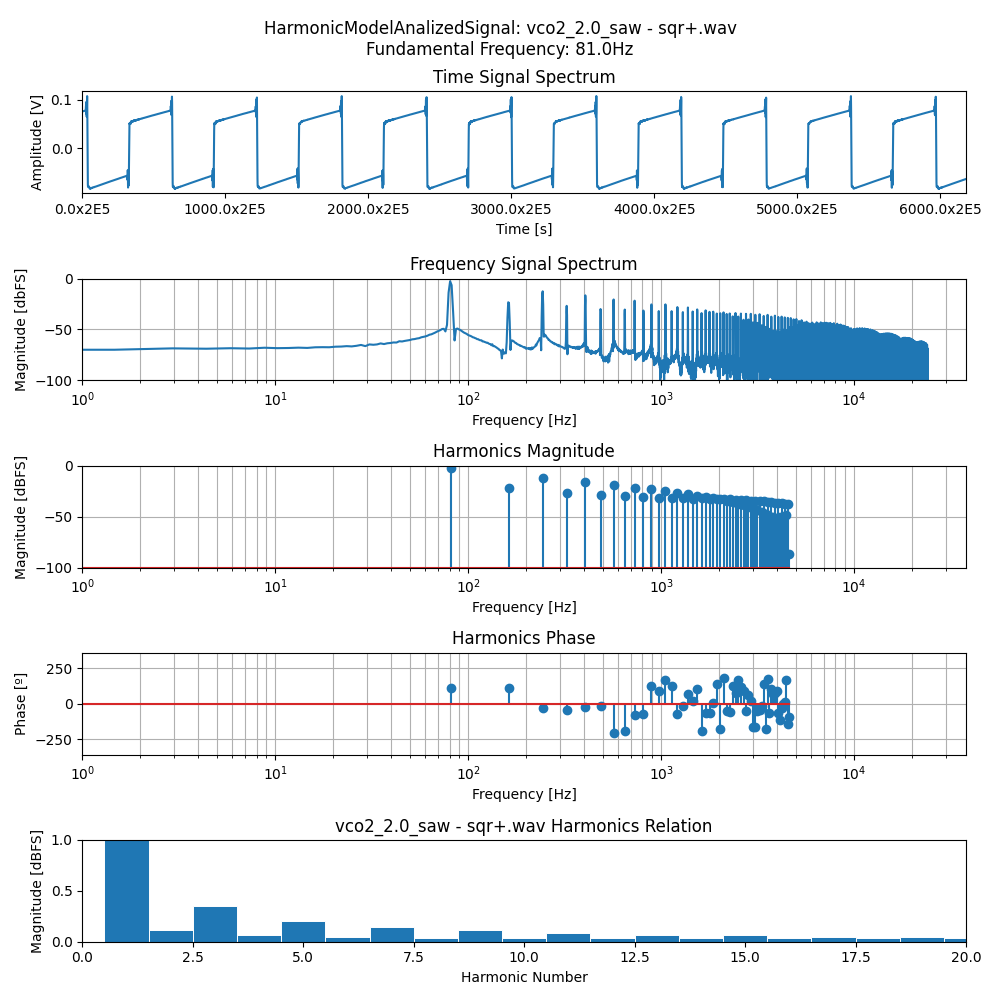 HarmonicModelAnalizedSignal: vco2_2.0_saw - sqr+.wav
Fundamental Frequency: 81.0Hz
Time Signal Spectrum
Amplitude [V]
0.1
0.0
0.0x2E5 1000.0x2E5 2000.0x2E5 3000.0x2E5 4000.0x2E5 5000.0x2E5 6000.0x2E5
Time [s]
Frequency Signal Spectrum
Magnitude [dbFS]
0
−50
−100
10^0 10^1 10^2 10^3 10^4
Frequency [Hz]
Harmonics Magnitude
Magnitude [dBFS]
0
−50
−100
10^0 10^1 10^2 10^3 10^4
Frequency [Hz]
Harmonics Phase
Phase [º]
250
0
−250
10^0 10^1 10^2 10^3 10^4
Frequency [Hz]
vco2_2.0_saw - sqr+.wav Harmonics Relation
Magnitude [dBFS]
1.0
0.5
0.0
0.0 2.5 5.0 7.5 10.0 12.5 15.0 17.5 20.0
Harmonic Number